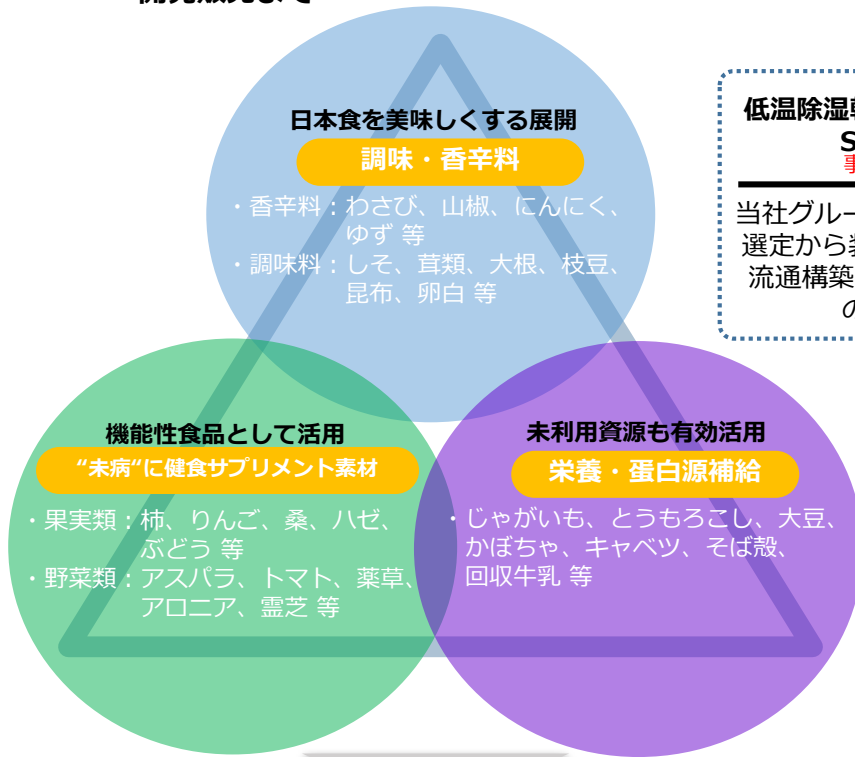 日本食を美味しくする展開
調味・香辛料
・香辛料：わさび、山椒、にんにく、
ゆず 等
・調味料：しそ、茸類、大根、枝豆、
昆布、卵白 等
低温除湿
S
事
当社グルー
選定から
流通構築
の
機能性食品として活用
“未病”に健食サプリメント素材
・果実類：柿、りんご、桑、ハゼ、
ぶどう 等
・野菜類：アスパラ、トマト、薬草、
アロニア、霊芝 等
未利用資源も有効活用
栄養・蛋白源補給
・じゃがいも、とうもろこし、大豆、
かぼちゃ、キャベツ、そば殻、
回収牛乳 等